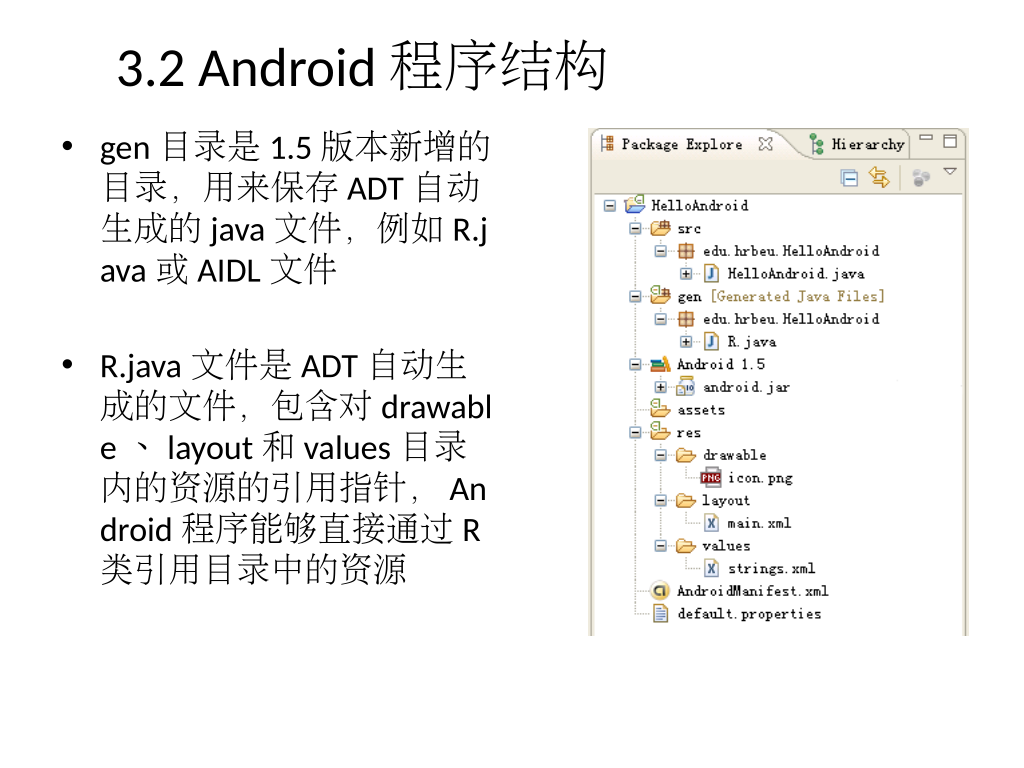 3.2 Android 程序结构
• gen 目录是 1.5 版本新增的
目录，用来保存 ADT 自动
生成的 java 文件，例如 R.j
ava 或 AIDL 文件
• R.java 文件是 ADT 自动生
成的文件，包含对 drawabl
e 、 layout 和 values 目录
内的资源的引用指针， An
droid 程序能够直接通过 R
类引用目录中的资源
Package Explore Hierarchy
HelloAndroid
src
edu.hrbeu.HelloAndroid
HelloAndroid.java
gen [Generated Java Files]
edu.hrbeu.HelloAndroid
R.java
Android 1.5
android.jar
assets
res
drawable
icon.png
layout
main.xml
values
strings.xml
AndroidManifest.xml
default.properties